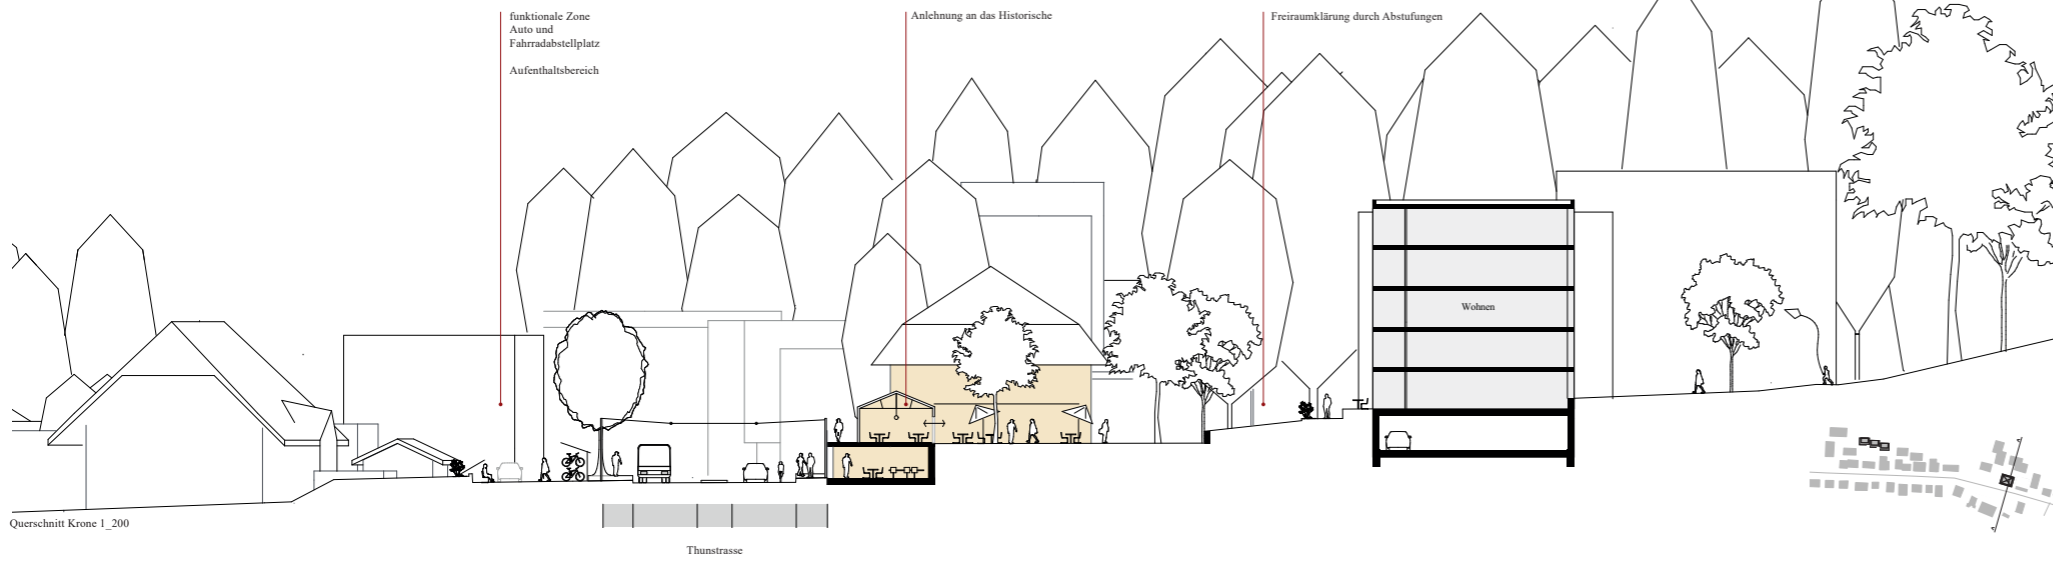 funktionale Zone
Auto und
Fahrradabstellplatz
Aufenthaltsbereich
Anlehnung an das Historische
Freiraumklärung durch Abstufungen
Wohnen
Querschnitt Krone 1_200
Thunstrasse